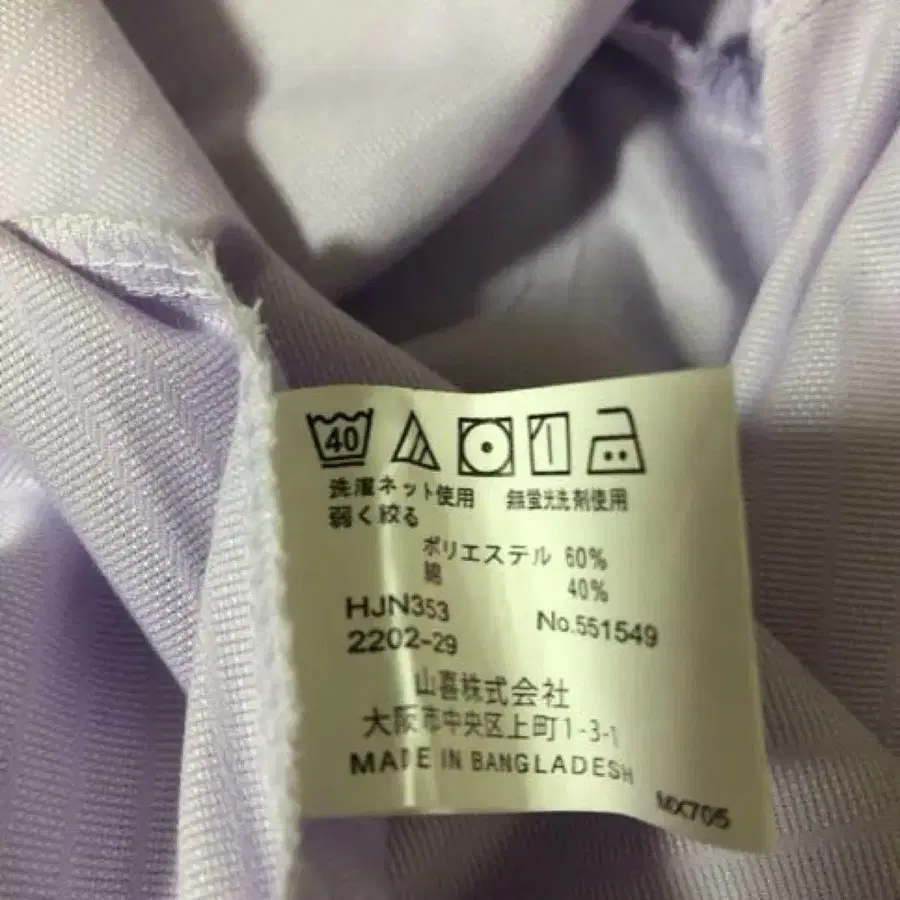 40
洗濯ネット使用 無蛍光洗剤使用
弱く絞る
ポリエステル 60%
綿 40%
HJN353 No.551549
2202-29
山喜株式会社
大阪市中央区上町1-3-1
MADE IN BANGLADESH
MX705